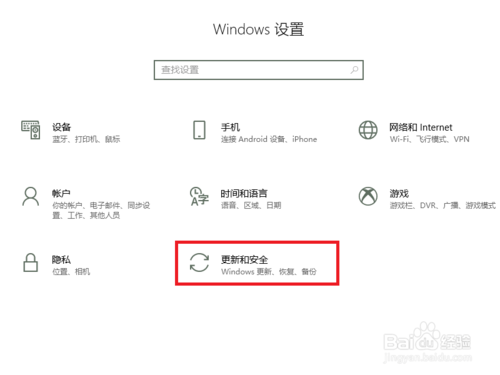 Windows 设置
查找设置
设备
蓝牙、打印机、鼠标
手机
连接 Android 设备、iPhone
网络和 Internet
Wi-Fi、飞行模式、VPN
帐户
你的帐户、电子邮件、同步设
置、工作、其他人员
时间和语言
语音、区域、日期
游戏
游戏栏、DVR、广播、游戏模式
隐私
位置、相机
更新和安全
Windows 更新、恢复、备份
Baidu 经验
jingyan.baidu.com